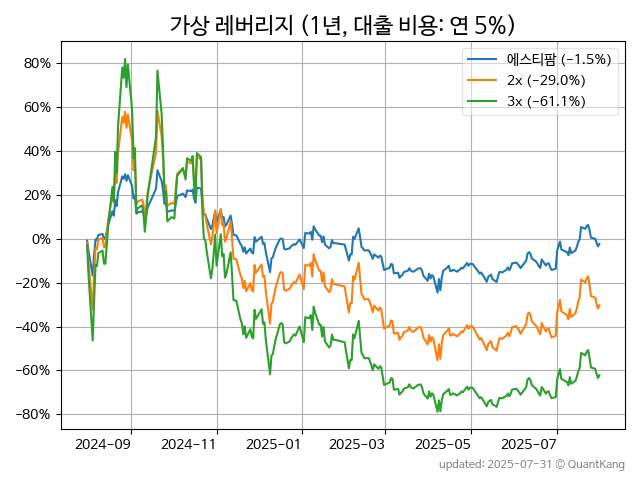 가상 레버리지 (1년, 대출 비용: 연 5%)
에스티팜 (-1.5%)
2x (-29.0%)
3x (-61.1%)
80%
60%
40%
20%
0%
-20%
-40%
-60%
-80%
2024-09 2024-11 2025-01 2025-03 2025-05 2025-07
updated: 2025-07-31 © QuantKang